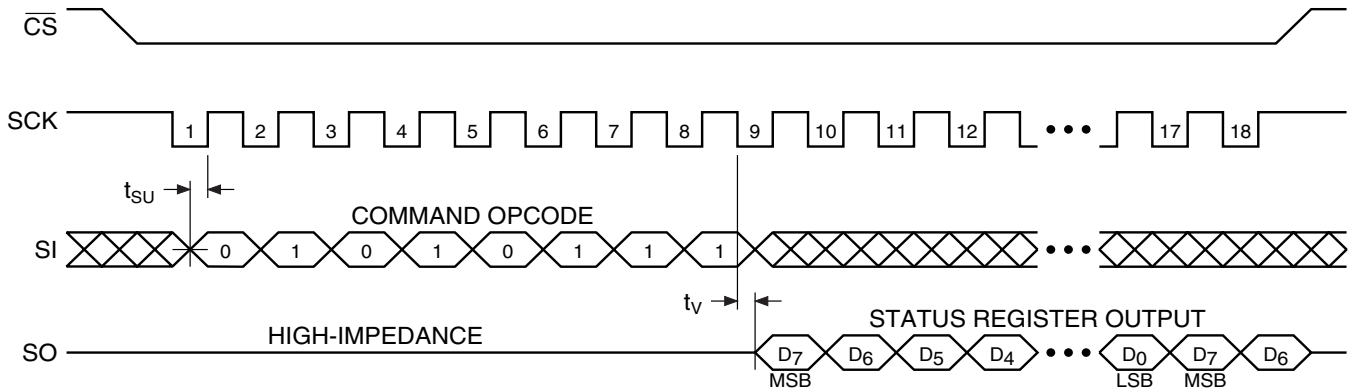 CS
SCK 1 2 3 4 5 6 7 8 9 10 11 12 17 18
tSU
COMMAND OPCODE
SI 0 1 0 1 0 1 1 1
tV
HIGH-IMPEDANCE STATUS REGISTER OUTPUT
SO D7 D6 D5 D4 D0 D7 D6
MSB LSB MSB